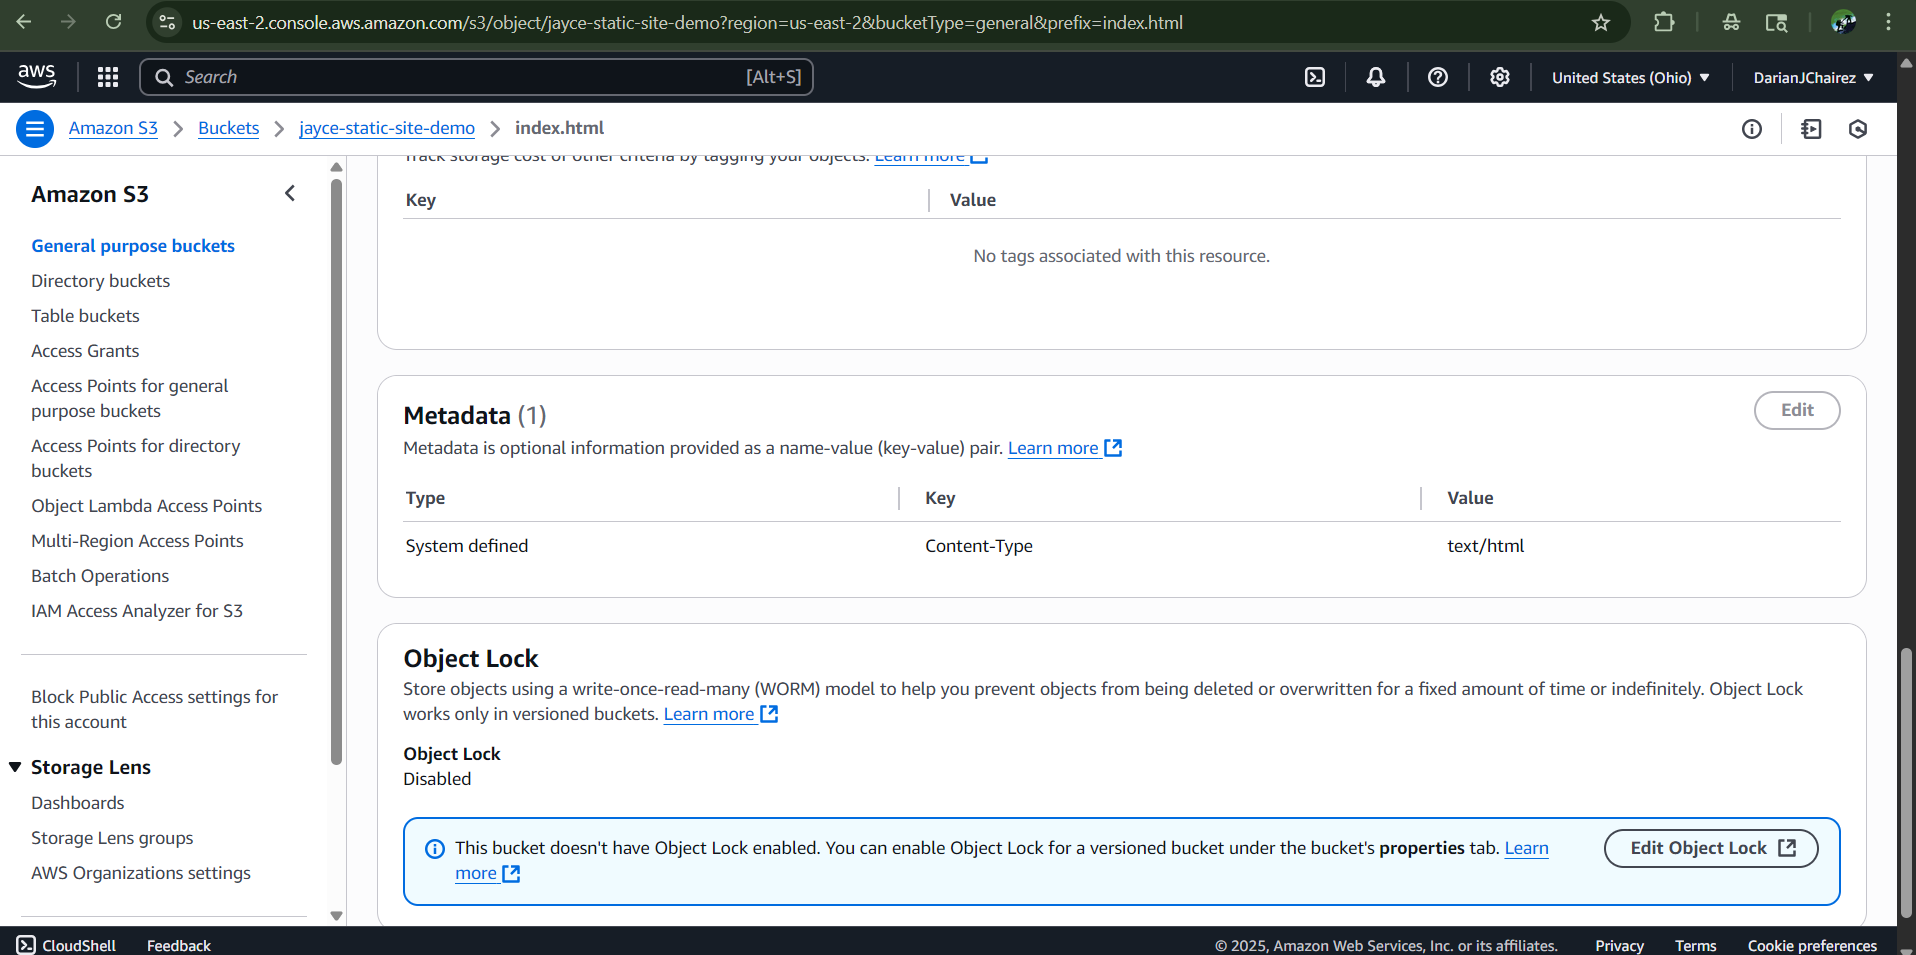 us-east-2.console.aws.amazon.com/s3/object/jayce-static-site-demo?region=us-east-2&bucketType=general&prefix=index.html
aws
Search
[Alt+S]
United States (Ohio)
DarianJChairez
Amazon S3
Buckets
jayce-static-site-demo
index.html
Amazon S3
General purpose buckets
Directory buckets
Table buckets
Access Grants
Access Points for general
purpose buckets
Access Points for directory
buckets
Object Lambda Access Points
Multi-Region Access Points
Batch Operations
IAM Access Analyzer for S3
Block Public Access settings for
this account
Storage Lens
Dashboards
Storage Lens groups
AWS Organizations settings
Track storage cost or other criteria by tagging your objects. Learn more
Key
Value
No tags associated with this resource.
Metadata (1)
Edit
Metadata is optional information provided as a name-value (key-value) pair. Learn more
Type
Key
Value
System defined
Content-Type
text/html
Object Lock
Store objects using a write-once-read-many (WORM) model to help you prevent objects from being deleted or overwritten for a fixed amount of time or indefinitely. Object Lock
works only in versioned buckets. Learn more
Object Lock
Disabled
This bucket doesn't have Object Lock enabled. You can enable Object Lock for a versioned bucket under the bucket's properties tab. Learn
more
Edit Object Lock
CloudShell
Feedback
© 2025, Amazon Web Services, Inc. or its affiliates.
Privacy
Terms
Cookie preferences